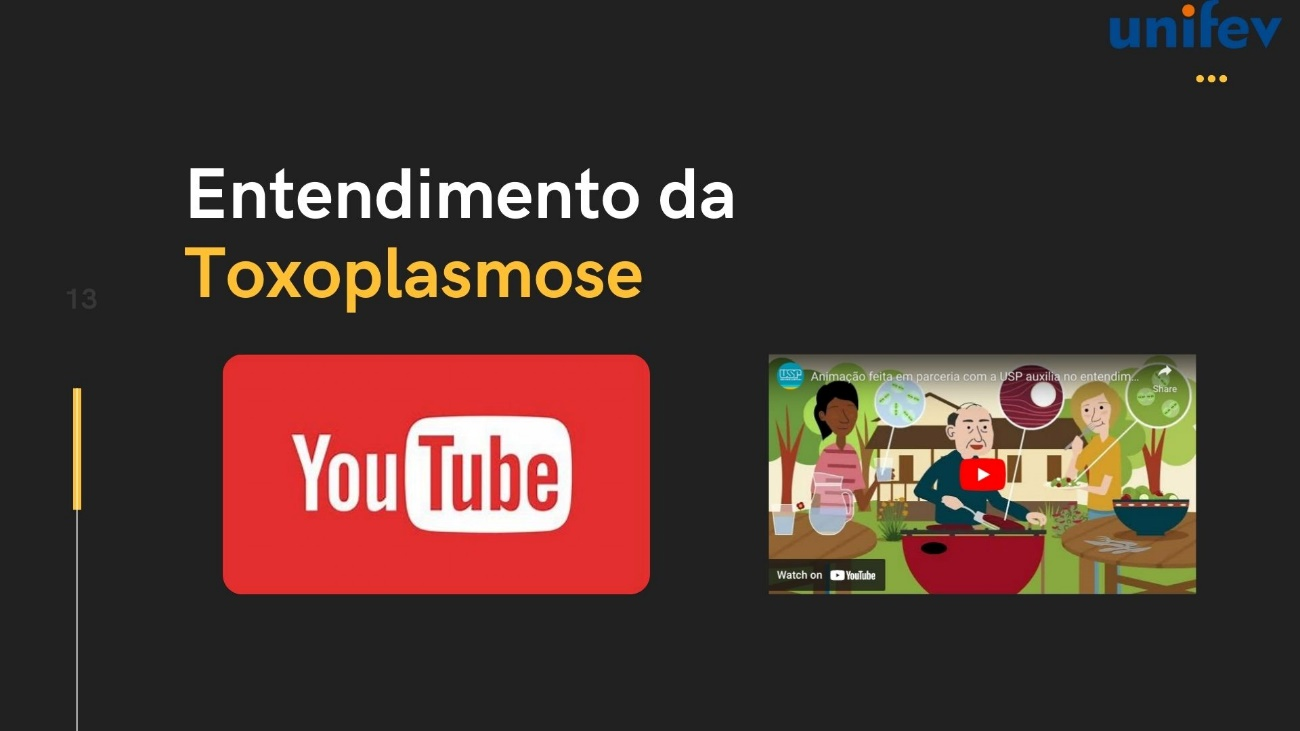 unifev
Entendimento da
Toxoplasmose
13
YouTube
USP
Animação feita em parceria com a USP auxilia no entendim...
Share
Watch on YouTube